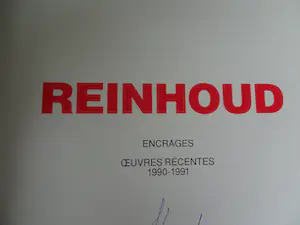 REINHOUD
ENCRAGES
ŒUVRES RÉCENTES
1990-1991